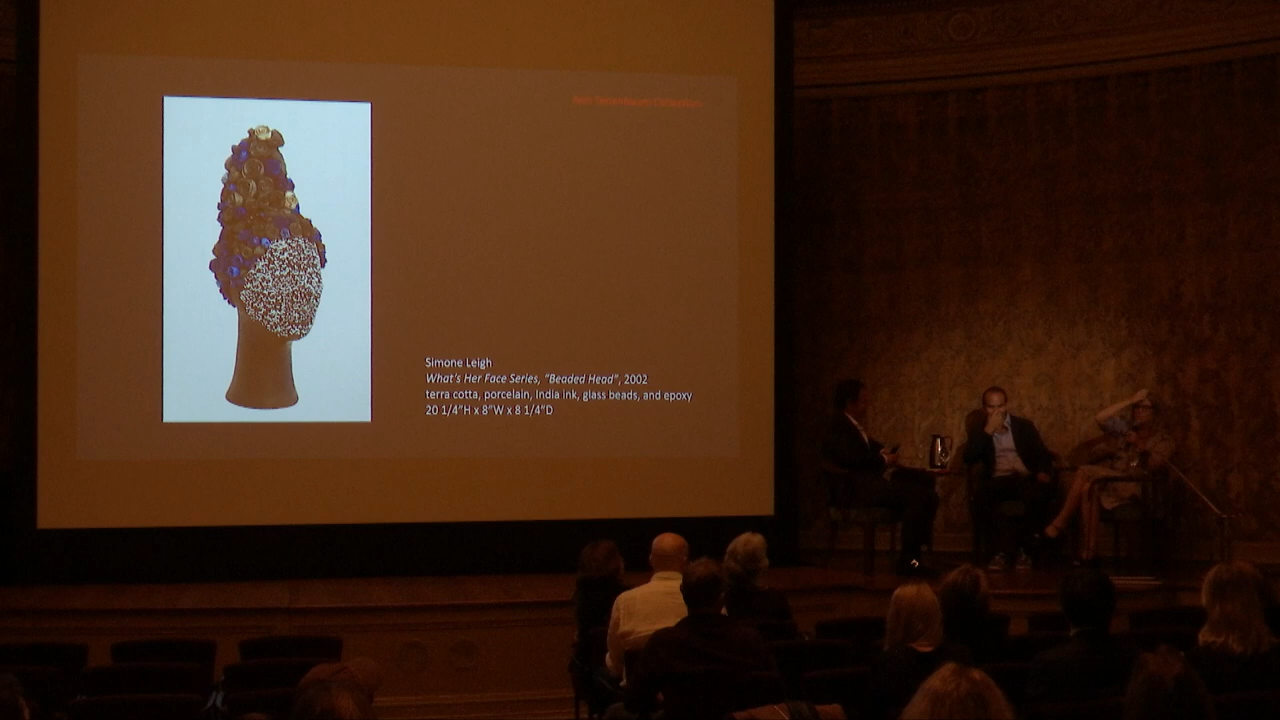 Simone Leigh
What's Her Face Series, "Beaded Head", 2002
terra cotta, porcelain, India ink, glass beads, and epoxy
20 1/4"H x 8"W x 8 1/4"D